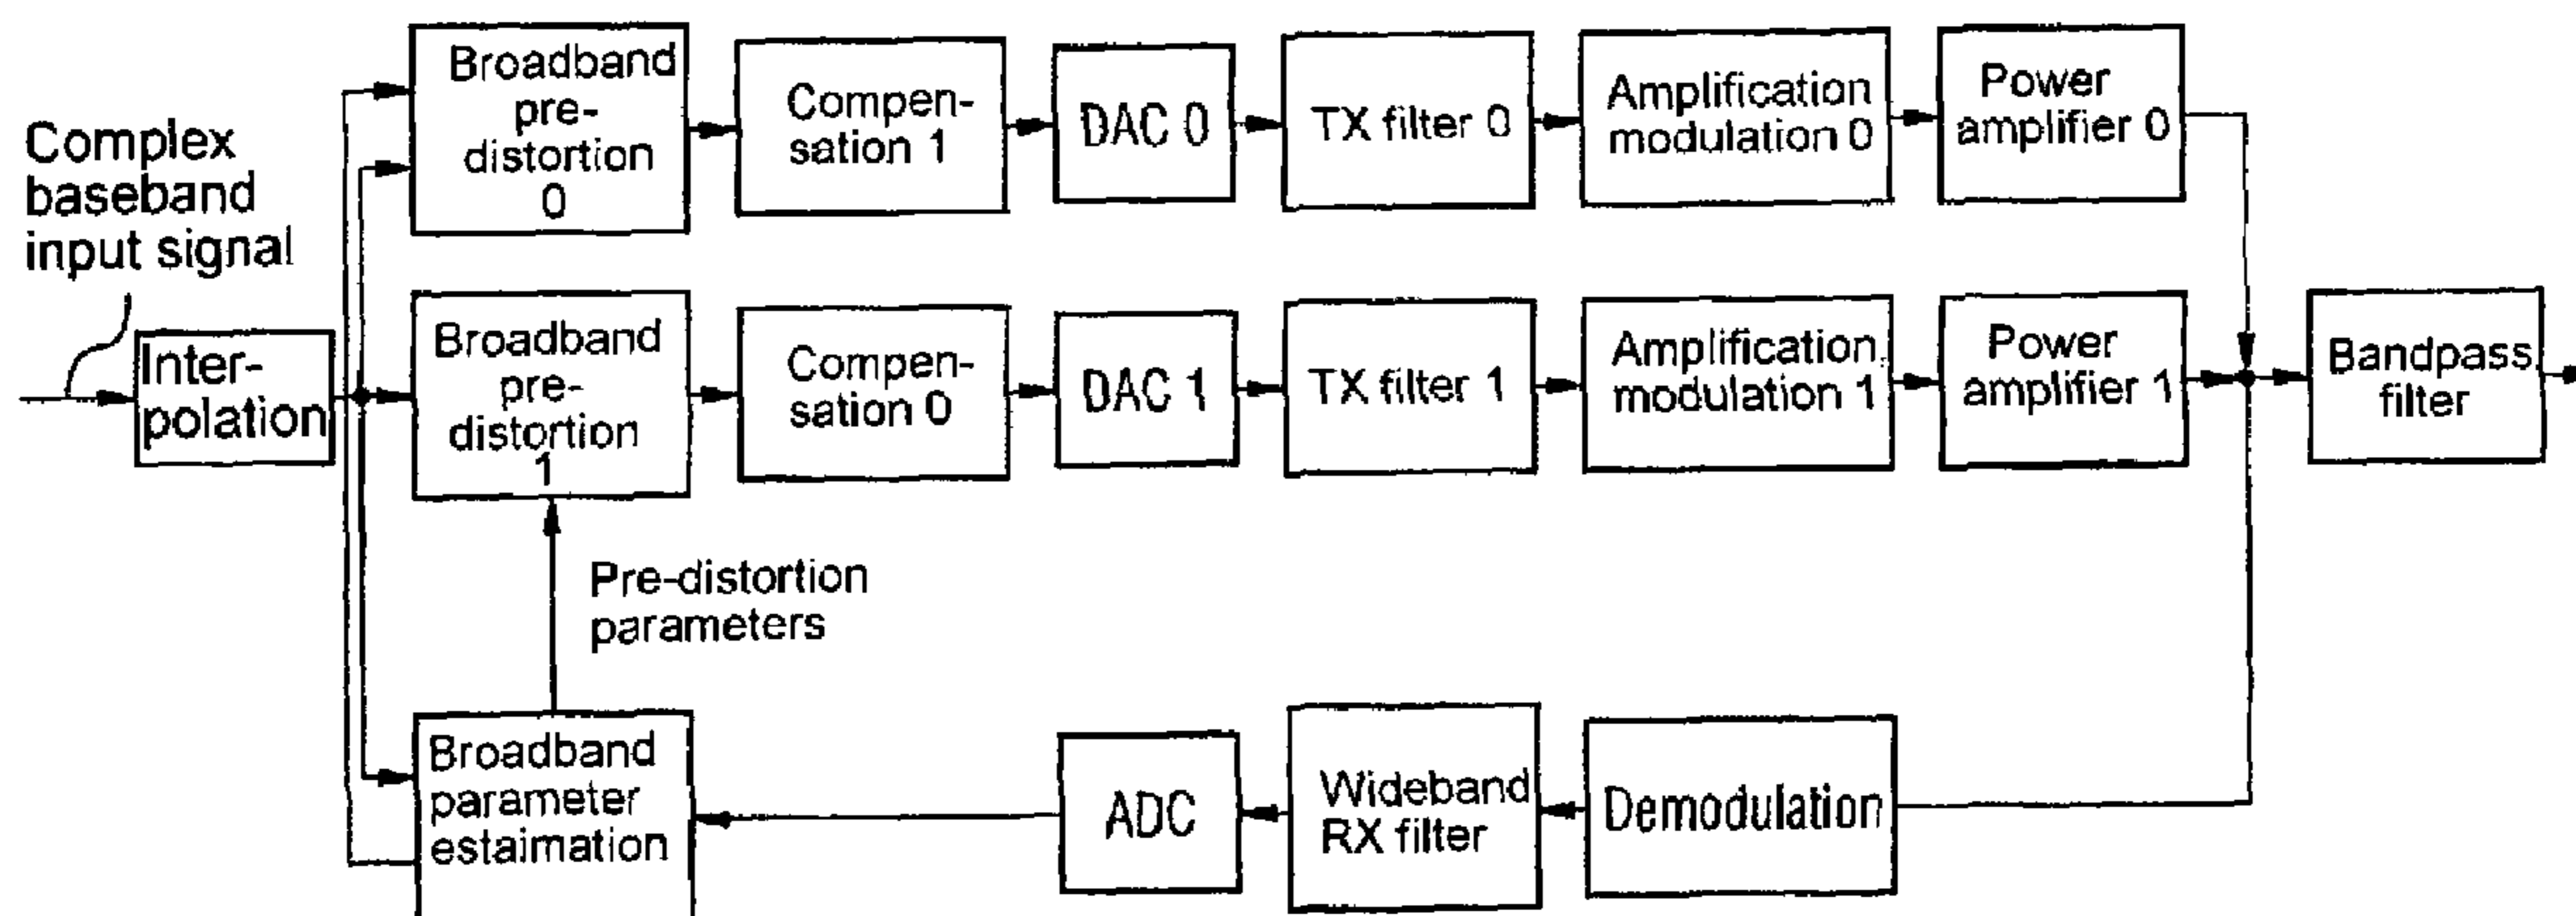 Complex
baseband
input signal
Inter-
polation
Broadband
pre-
distortion
0
Compen-
sation 1
DAC 0
TX filter 0
Amplification
modulation 0
Power
amplifier 0
Broadband
pre-
distortion
1
Compen-
sation 0
DAC 1
TX filter 1
Amplification
modulation 1
Power
amplifier 1
Bandpass
filter
Pre-distortion
parameters
Broadband
parameter
estaimation
ADC
Wideband
RX filter
Demodulation